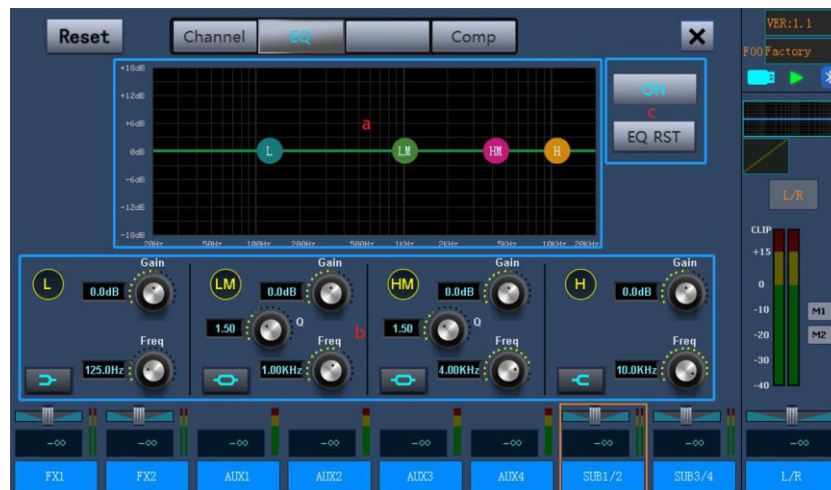 Reset
Channel
EQ
Comp
VER:1.1
F00 Factory
+18dB
+12dB
+6dB
0dB
-6dB
-12dB
-18dB
a
L
LM
HM
H
20Hz 50Hz 100Hz 200Hz 500Hz 1KHz 2KHz 5KHz 10KHz 20KHz
ON
c
EQ RST
L/R
CLIP
+15
0
-10
-20
-30
-40
M1
M2
L
Gain
0.0dB
Freq
125.0Hz
LM
Gain
0.0dB
1.50
Q
Freq
1.00KHz
b
HM
Gain
0.0dB
1.50
Q
Freq
4.00KHz
H
Gain
0.0dB
Freq
10.0KHz
-∞ -∞ -∞ -∞ -∞ -∞ -∞ -∞ -∞
FX1 FX2 AUX1 AUX2 AUX3 AUX4 SUB1/2 SUB3/4 L/R